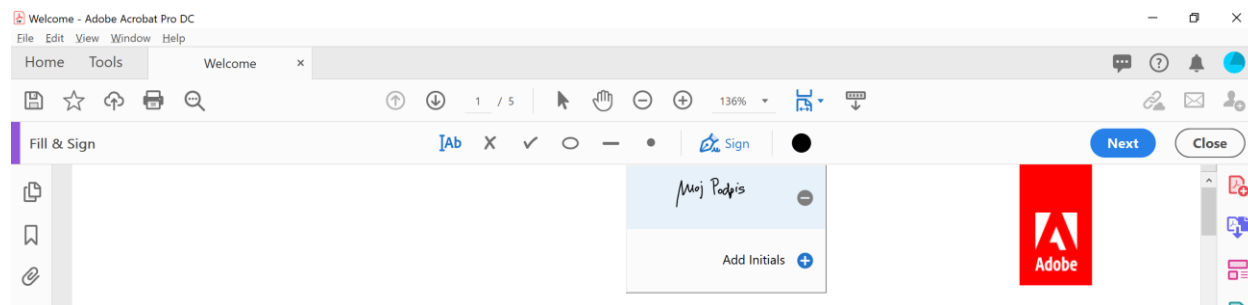 Welcome - Adobe Acrobat Pro DC
File Edit View Window Help
Home Tools Welcome ×
1 / 5 136%
Fill & Sign Ab Sign Next Close
Moj Podpis
Add Initials
Adobe